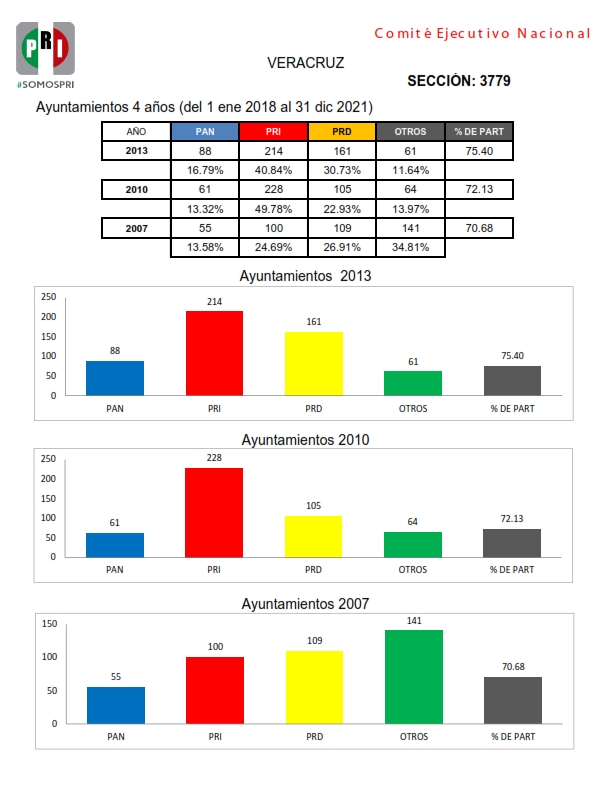 Comité Ejecutivo Nacional
PRI
#SOMOSPRI
VERACRUZ
SECCIÓN: 3779
Ayuntamientos 4 años (del 1 ene 2018 al 31 dic 2021)
AÑO PAN PRI PRD OTROS % DE PART
2013 88 214 161 61 75.40
16.79% 40.84% 30.73% 11.64%
2010 61 228 105 64 72.13
13.32% 49.78% 22.93% 13.97%
2007 55 100 109 141 70.68
13.58% 24.69% 26.91% 34.81%
Ayuntamientos 2013
250
200
150
100
50
0
88 214 161 61 75.40
PAN PRI PRD OTROS % DE PART
Ayuntamientos 2010
250
200
150
100
50
0
61 228 105 64 72.13
PAN PRI PRD OTROS % DE PART
Ayuntamientos 2007
150
100
50
0
55 100 109 141 70.68
PAN PRI PRD OTROS % DE PART